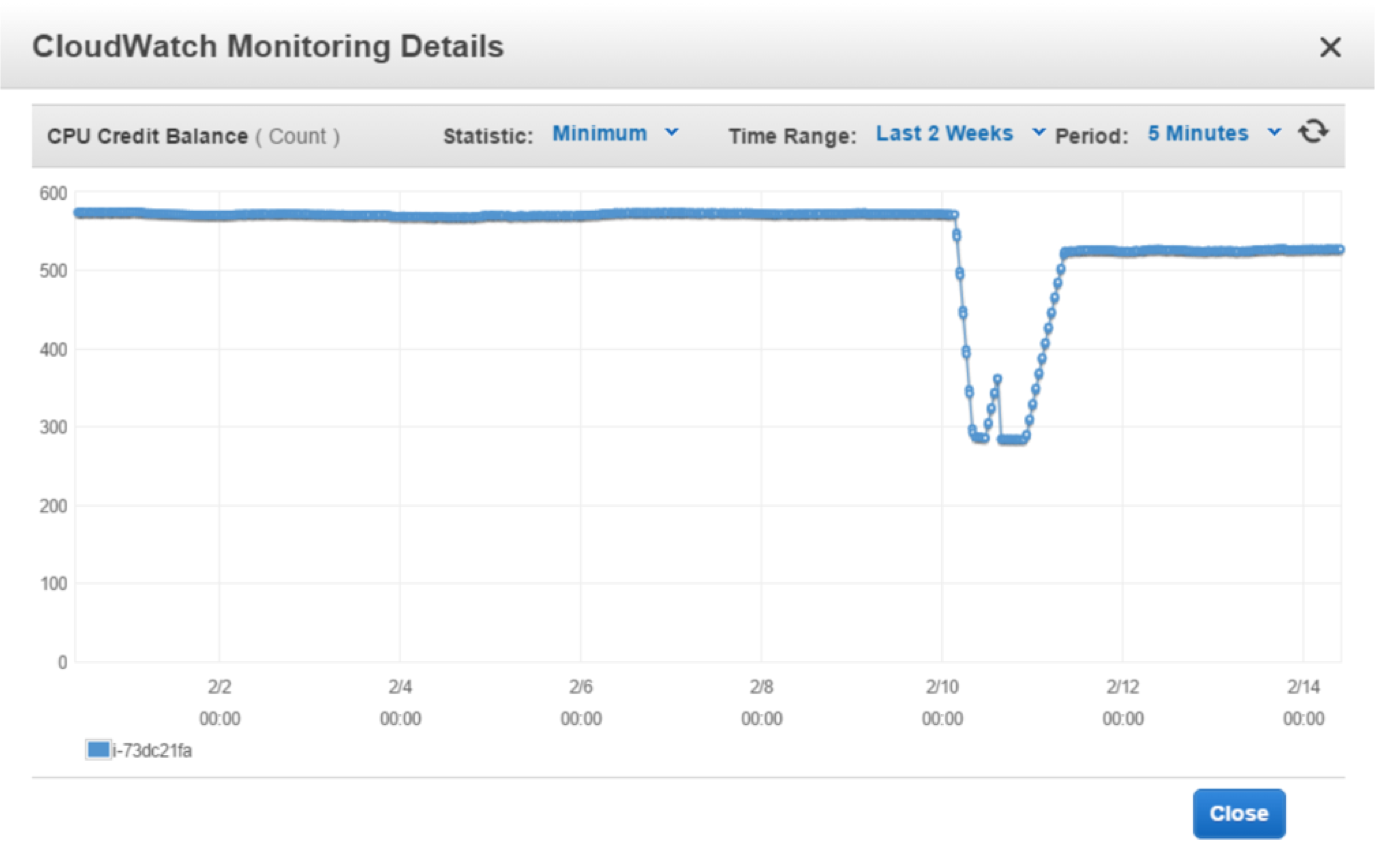 CloudWatch Monitoring Details
CPU Credit Balance ( Count ) Statistic: Minimum Time Range: Last 2 Weeks Period: 5 Minutes
600
500
400
300
200
100
0
2/2 2/4 2/6 2/8 2/10 2/12 2/14
00:00 00:00 00:00 00:00 00:00 00:00 00:00
i-73dc21fa
Close